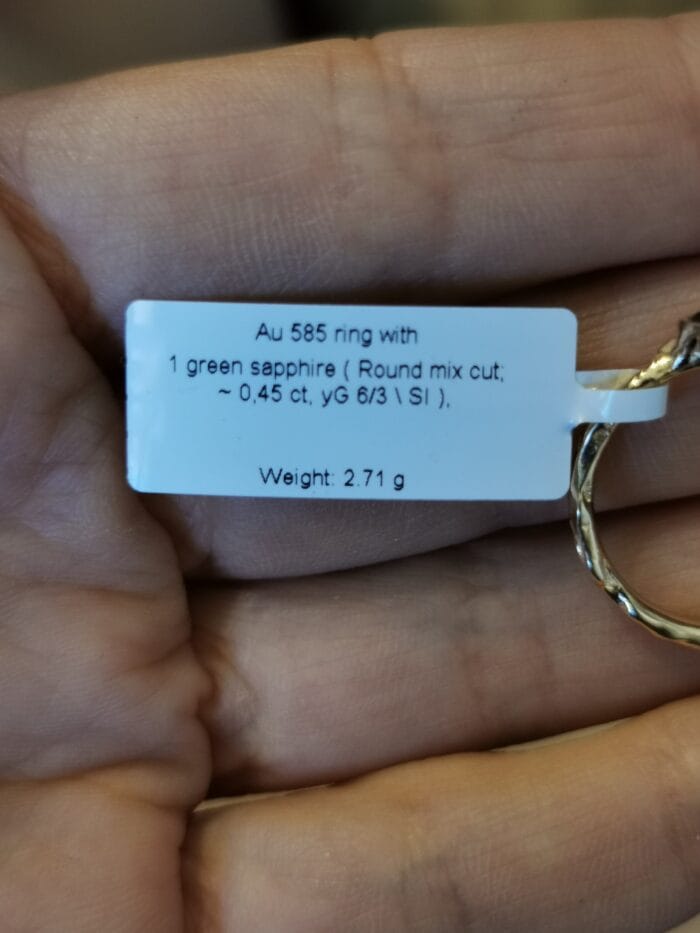 Au 585 ring with
1 green sapphire ( Round mix cut;
~ 0,45 ct, yG 6/3 \ SI ),
Weight: 2.71 g